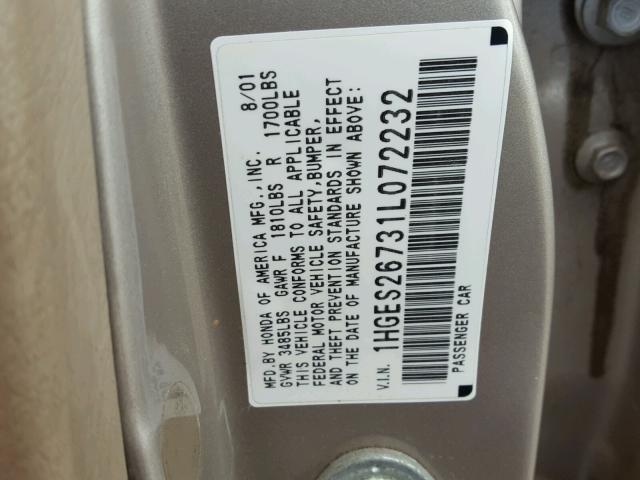 MFD.BY HONDA OF AMERICA MFG.,INC. 8/01
GVWR 3485LBS GAWR F 1810LBS R 1700LBS
THIS VEHICLE CONFORMS TO ALL APPLICABLE
FEDERAL MOTOR VEHICLE SAFETY,BUMPER,
AND THEFT PREVENTION STANDARDS IN EFFECT
ON THE DATE OF MANUFACTURE SHOWN ABOVE:
V.I.N. 1HGES26731L072232
PASSENGER CAR